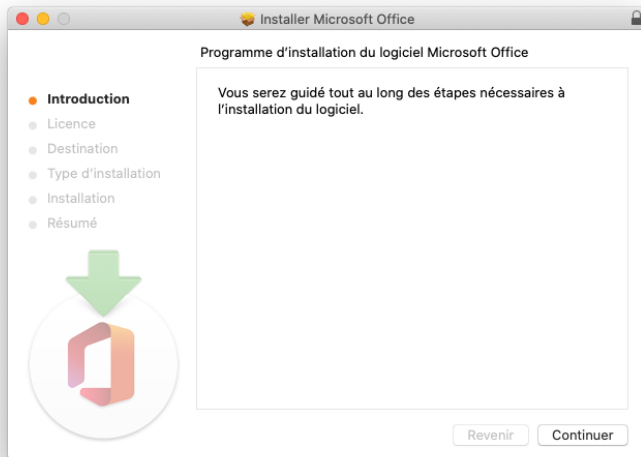 Installer Microsoft Office
Programme d’installation du logiciel Microsoft Office
Introduction
Licence
Destination
Type d’installation
Installation
Résumé
Vous serez guidé tout au long des étapes nécessaires à
l’installation du logiciel.
Revenir
Continuer